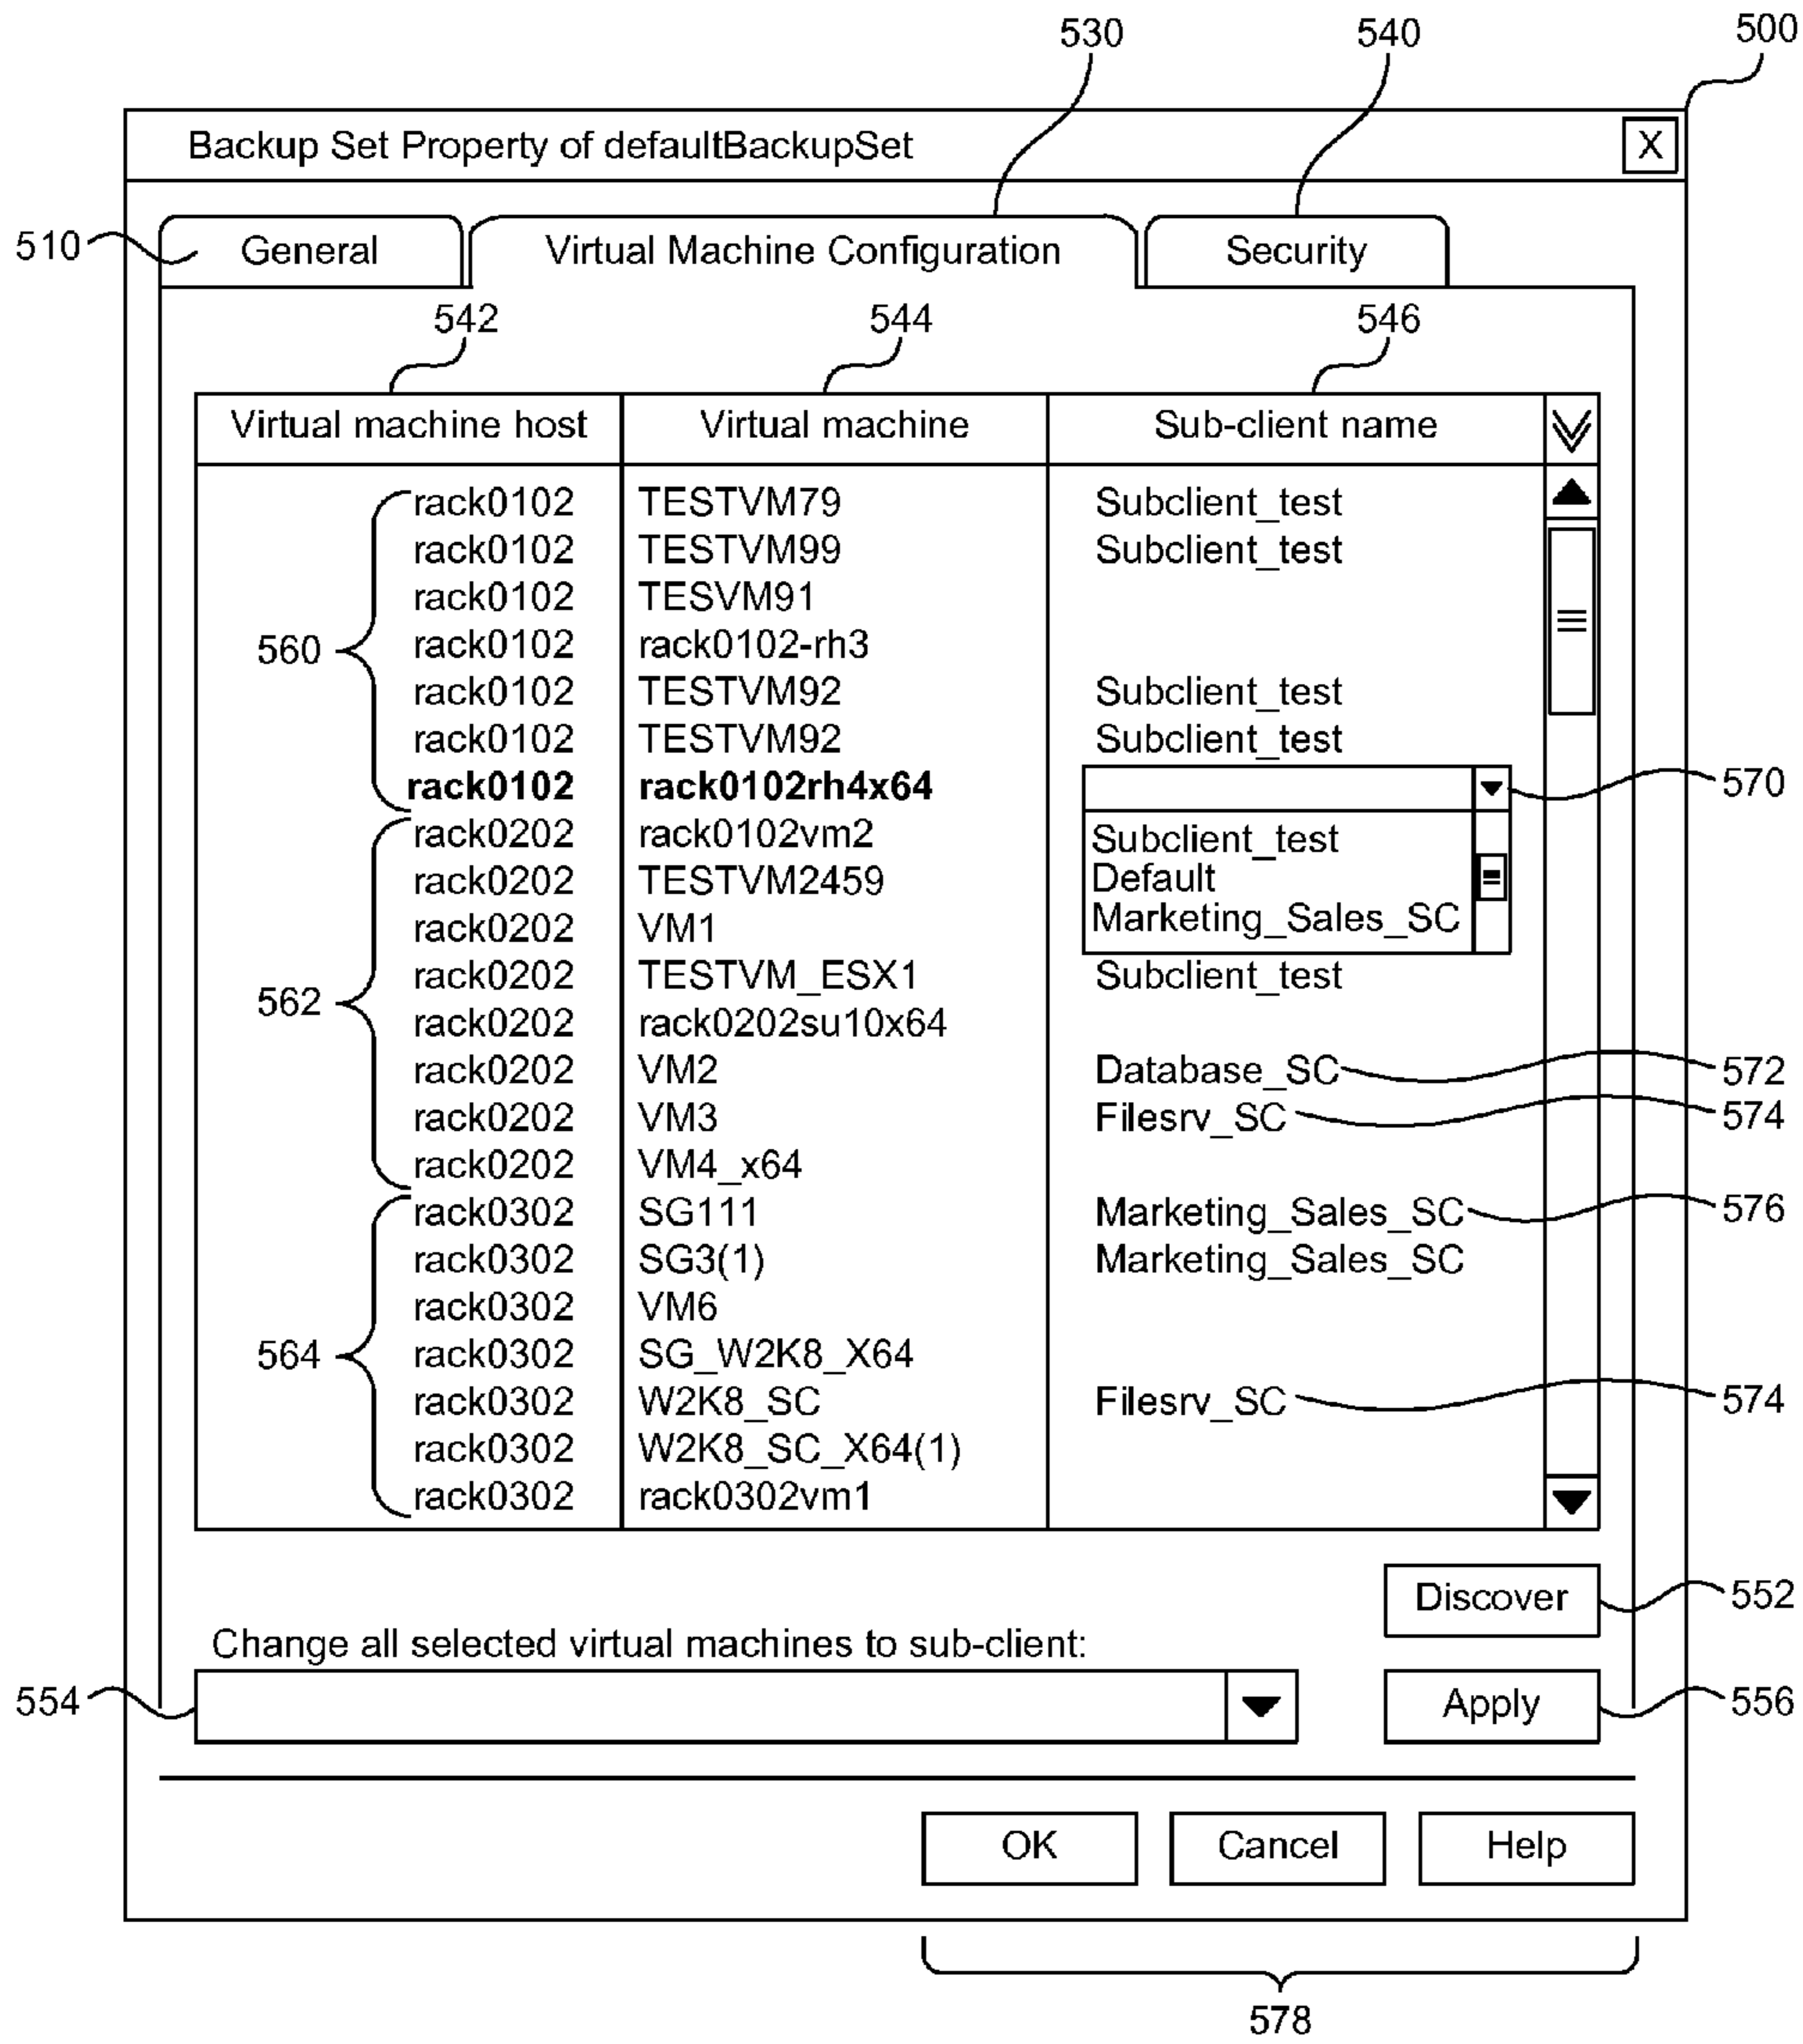 530 540 500
Backup Set Property of defaultBackupSet X
510 General Virtual Machine Configuration Security
542 544 546
Virtual machine host Virtual machine Sub-client name
rack0102 TESTVM79 Subclient_test
rack0102 TESTVM99 Subclient_test
rack0102 TESVM91
560 rack0102 rack0102-rh3
rack0102 TESTVM92 Subclient_test
rack0102 TESTVM92 Subclient_test
rack0102 rack0102rh4x64 570
rack0202 rack0102vm2 Subclient_test
rack0202 TESTVM2459 Default
rack0202 VM1 Marketing_Sales_SC
rack0202 TESTVM_ESX1 Subclient_test
562 rack0202 rack0202su10x64
rack0202 VM2 Database_SC 572
rack0202 VM3 Filesrv_SC 574
rack0202 VM4_x64
rack0302 SG111 Marketing_Sales_SC 576
rack0302 SG3(1) Marketing_Sales_SC
rack0302 VM6
564 rack0302 SG_W2K8_X64
rack0302 W2K8_SC Filesrv_SC 574
rack0302 W2K8_SC_X64(1)
rack0302 rack0302vm1
Discover 552
Change all selected virtual machines to sub-client:
554 Apply 556
OK Cancel Help
578